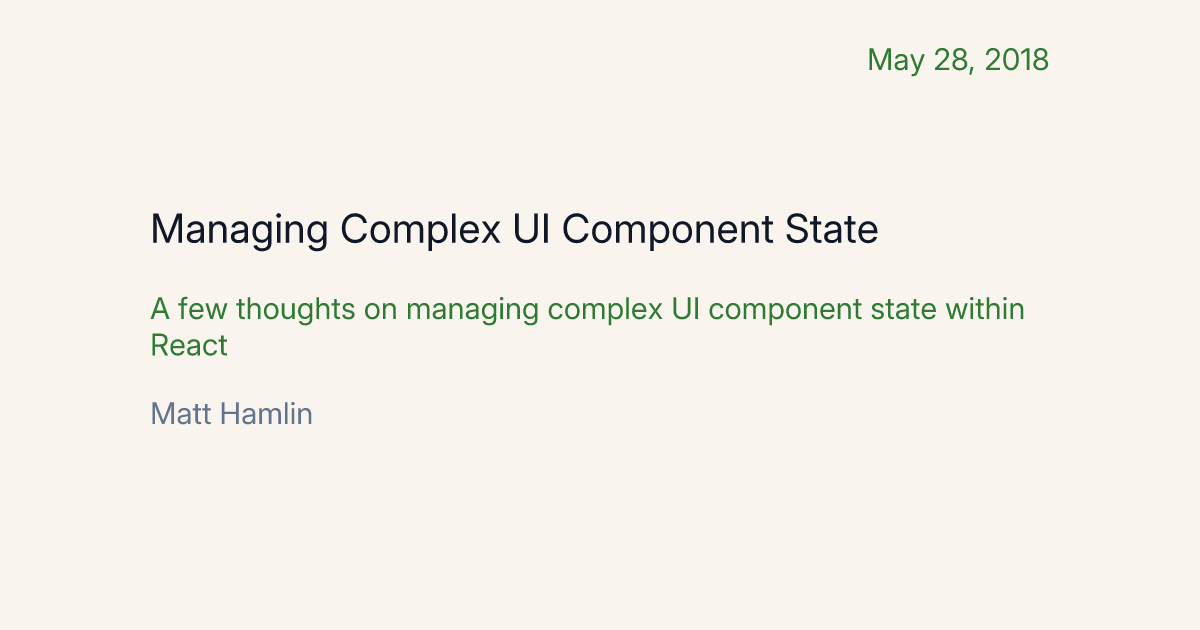 May 28, 2018
Managing Complex UI Component State
A few thoughts on managing complex UI component state within
React
Matt Hamlin